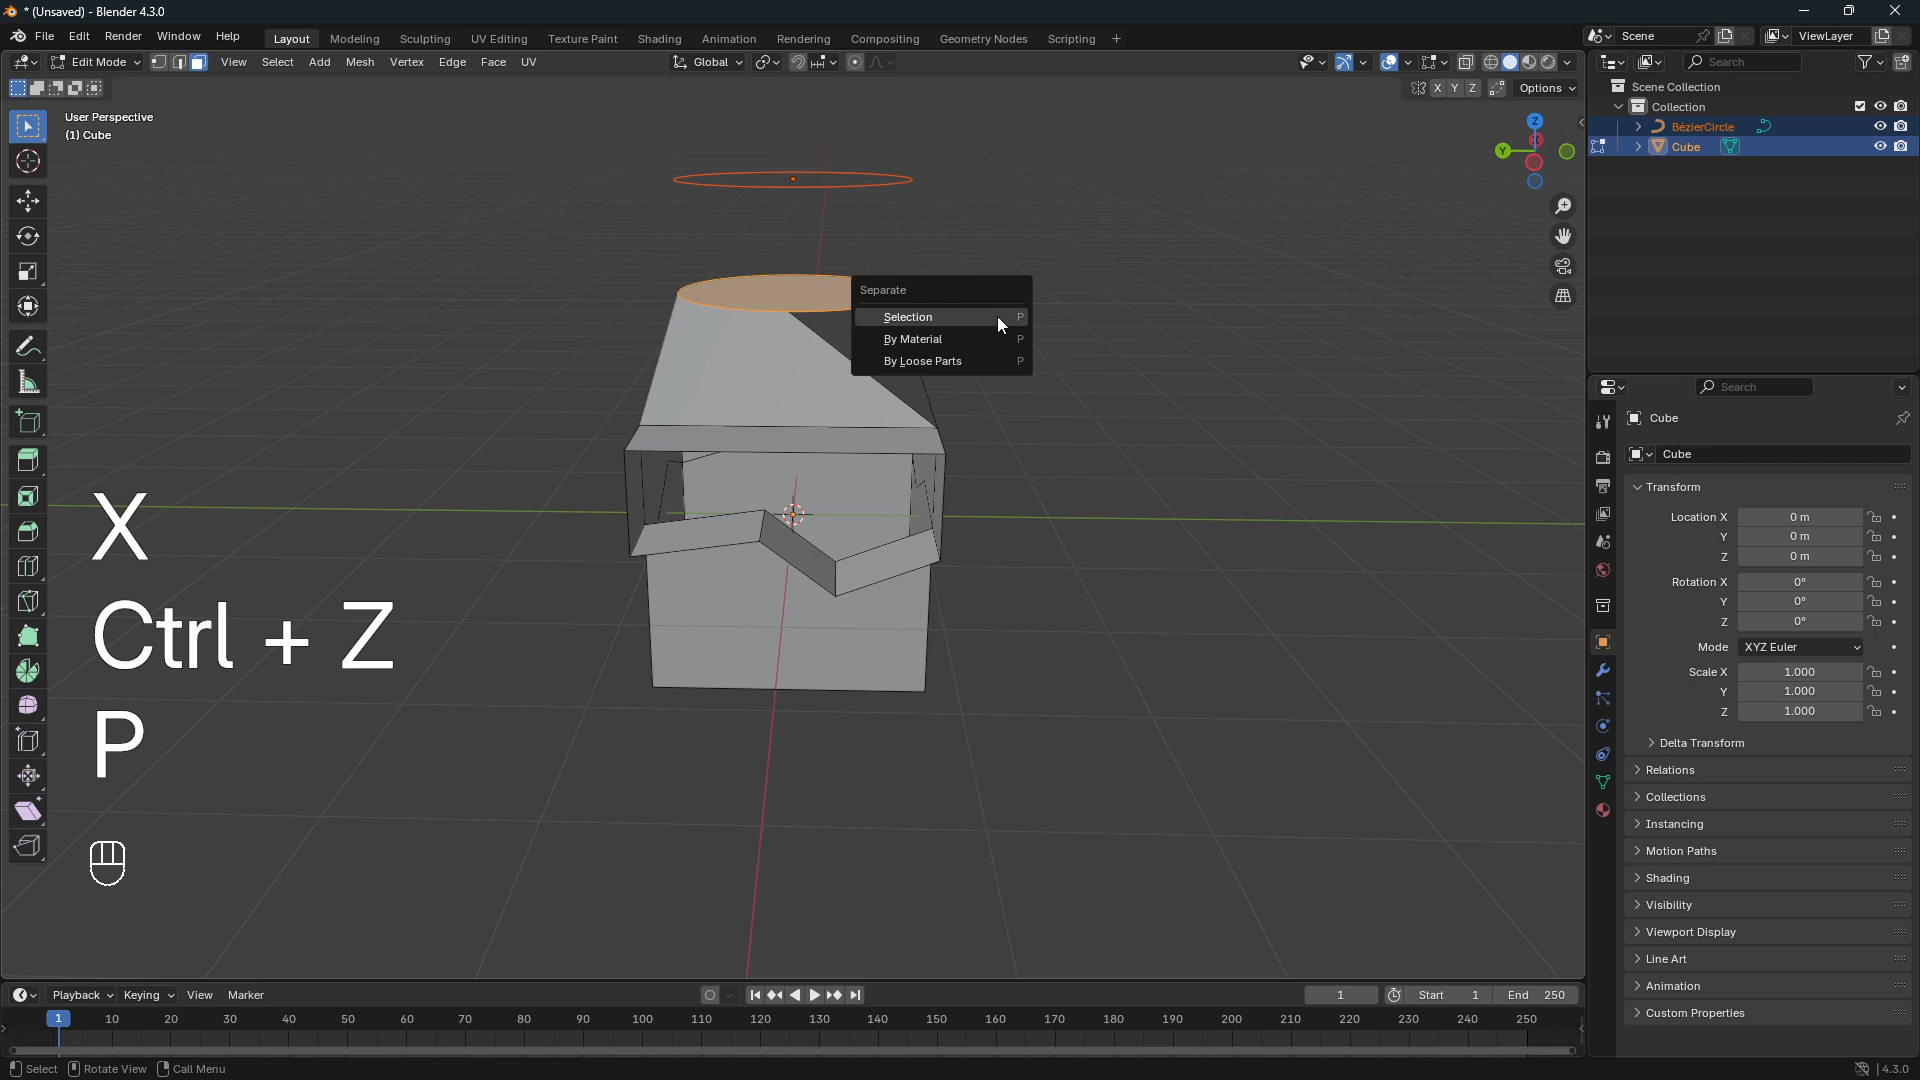 * (Unsaved) - Blender 4.3.0
File Edit Render Window Help
Layout Modeling Sculpting UV Editing Texture Paint Shading Animation Rendering Compositing Geometry Nodes Scripting +
Scene
ViewLayer
Edit Mode
View Select Add Mesh Vertex Edge Face UV
Global
Search
X Y Z
Options
User Perspective
(1) Cube
Z
Y
Scene Collection
Collection
BézierCircle
Cube
Separate
Selection P
By Material P
By Loose Parts P
X
Ctrl + Z
P
Search
Cube
Cube
Transform
Location X 0 m
Y 0 m
Z 0 m
Rotation X 0°
Y 0°
Z 0°
Mode XYZ Euler
Scale X 1.000
Y 1.000
Z 1.000
Delta Transform
Relations
Collections
Instancing
Motion Paths
Shading
Visibility
Viewport Display
Line Art
Animation
Custom Properties
Playback Keying View Marker
1
Start 1
End 250
1 10 20 30 40 50 60 70 80 90 100 110 120 130 140 150 160 170 180 190 200 210 220 230 240 250
Select Rotate View Call Menu
4.3.0